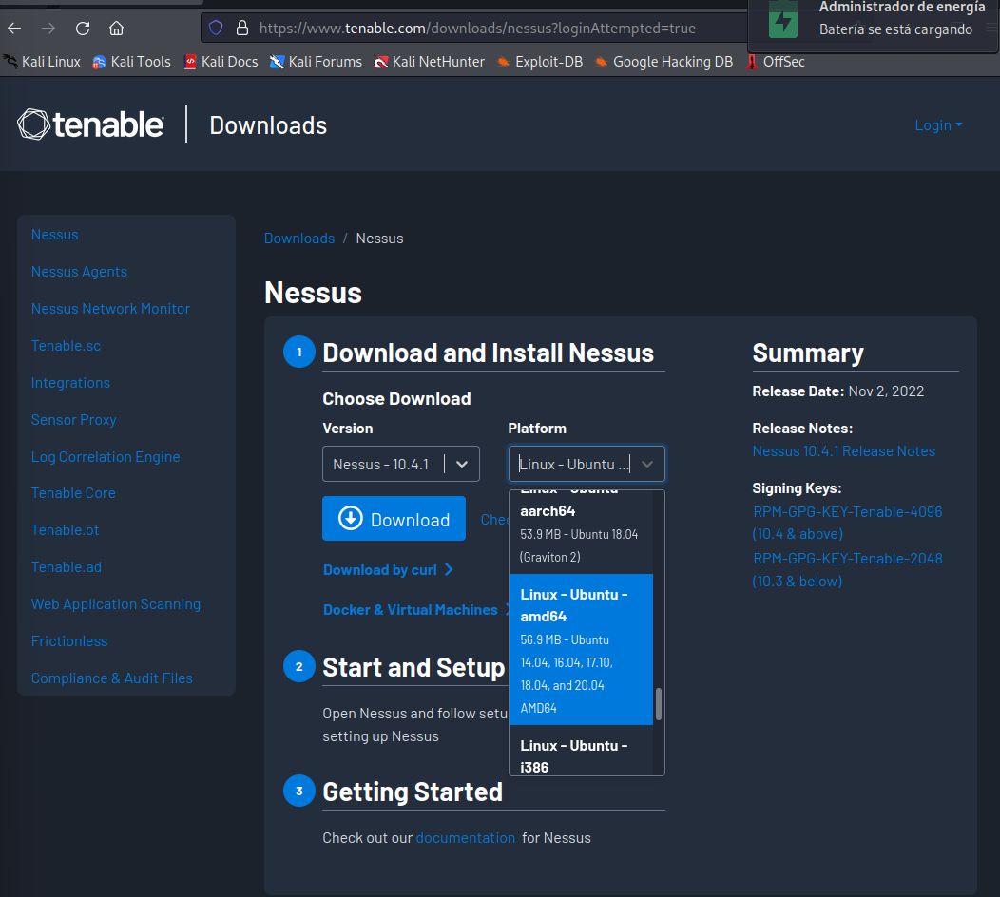 Administrador de energía
Batería se está cargando
https://www.tenable.com/downloads/nessus?loginAttempted=true
Kali Linux Kali Tools Kali Docs Kali Forums Kali NetHunter Exploit-DB Google Hacking DB OffSec
tenable Downloads
Login
Nessus
Nessus Agents
Nessus Network Monitor
Tenable.sc
Integrations
Sensor Proxy
Log Correlation Engine
Tenable Core
Tenable.ot
Tenable.ad
Web Application Scanning
Frictionless
Compliance & Audit Files
Downloads / Nessus
Nessus
1 Download and Install Nessus
Choose Download
Version Platform
Nessus - 10.4.1 Linux - Ubuntu ...
Download
Download by curl
Docker & Virtual Machines
Linux - Ubuntu
aarch64
53.9 MB - Ubuntu 18.04
(Graviton 2)
Linux - Ubuntu -
amd64
56.9 MB - Ubuntu
14.04, 16.04, 17.10,
18.04, and 20.04
AMD64
Linux - Ubuntu -
i386
2 Start and Setup
Open Nessus and follow setu
setting up Nessus
3 Getting Started
Check out our documentation for Nessus
Summary
Release Date: Nov 2, 2022
Release Notes:
Nessus 10.4.1 Release Notes
Signing Keys:
RPM-GPG-KEY-Tenable-4096
(10.4 & above)
RPM-GPG-KEY-Tenable-2048
(10.3 & below)